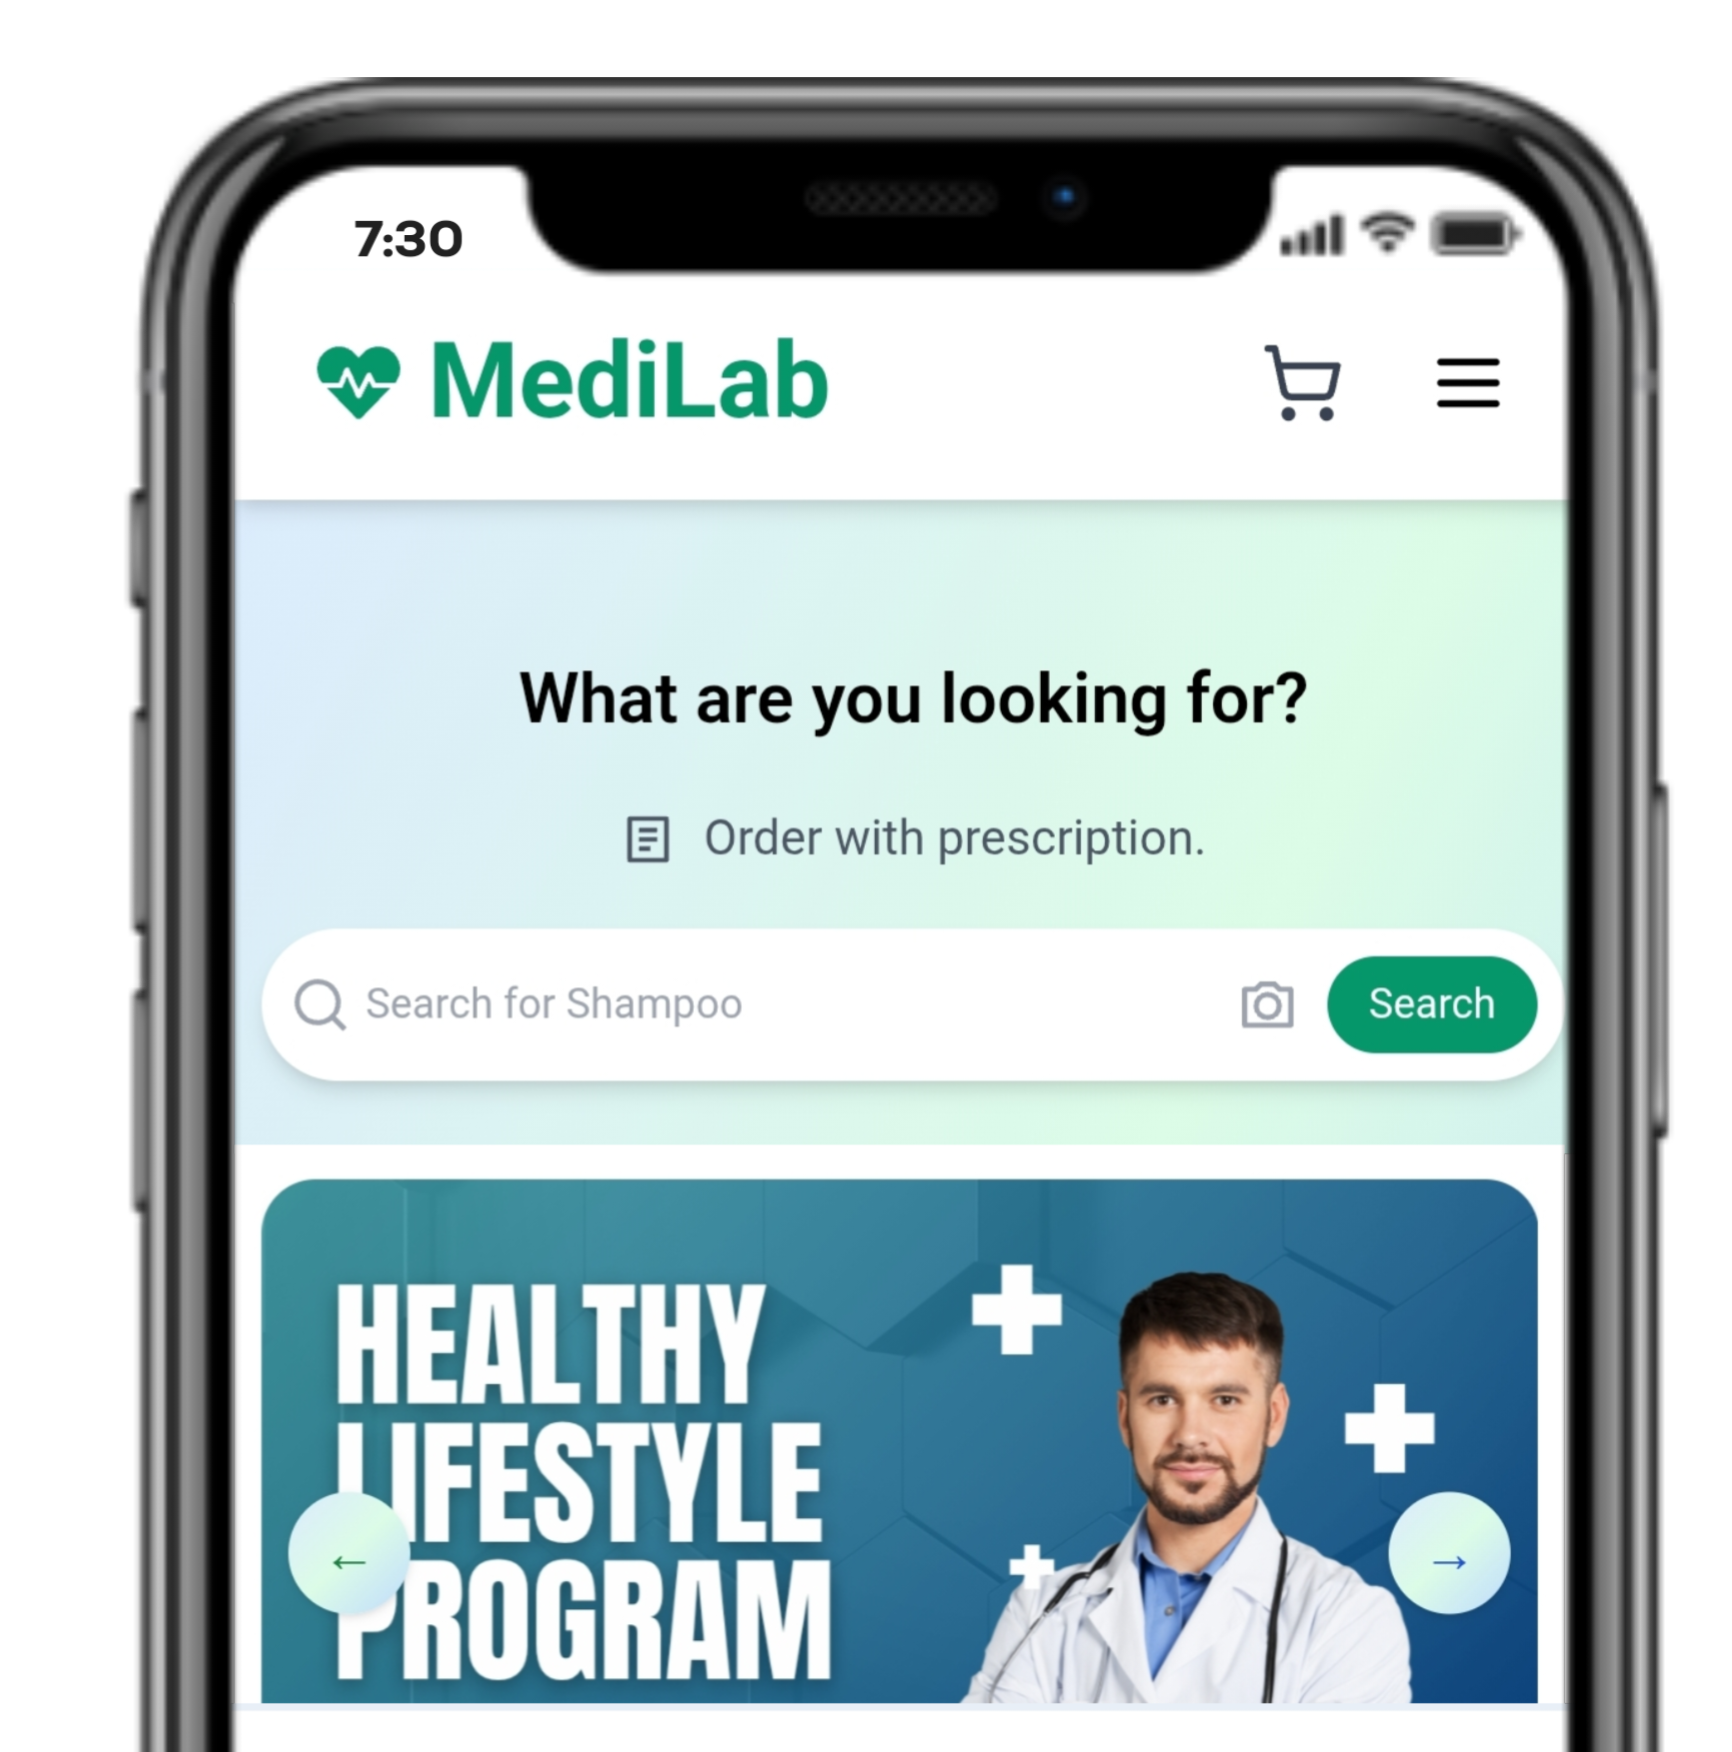 7:30
MediLab
What are you looking for?
Order with prescription.
Search for Shampoo
Search
HEALTHY
LIFESTYLE
PROGRAM
←
→